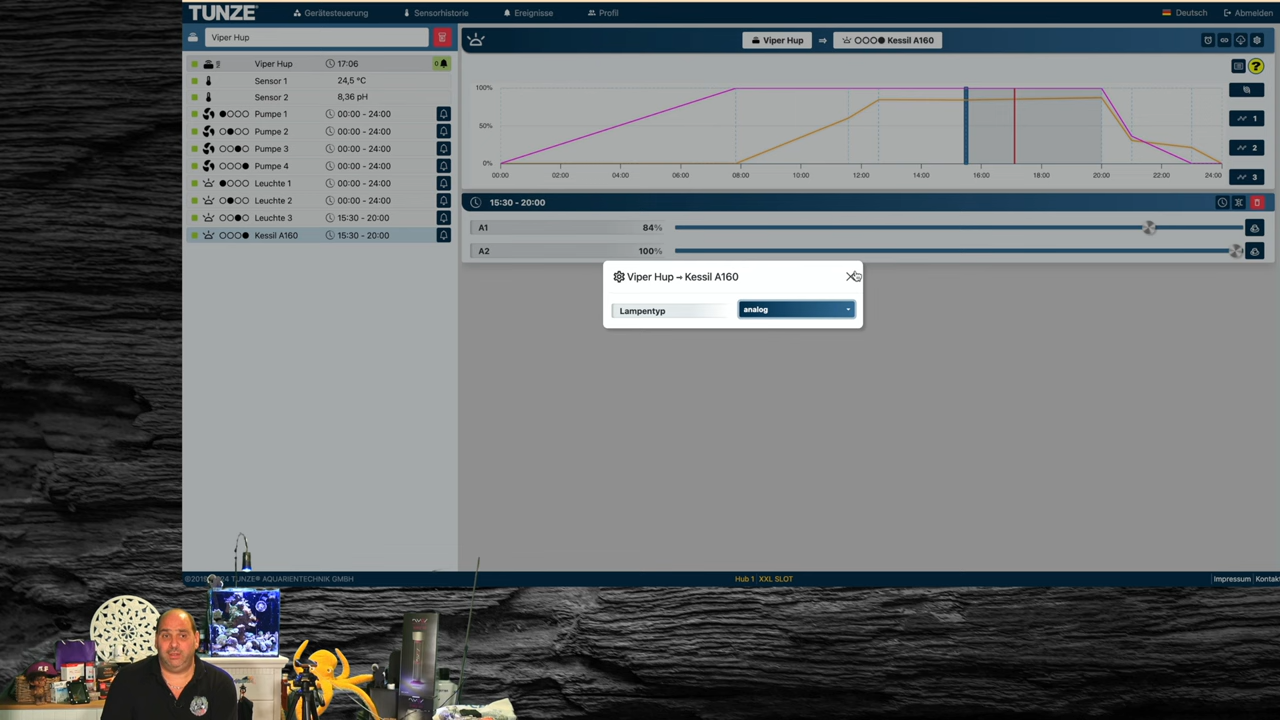 TUNZE® Gerätesteuerung Sensorhistorie Ereignisse Profil Deutsch Abmelden
Viper Hup
Viper Hup 17:06 0
Sensor 1 24,5 °C
Sensor 2 8,36 pH
Pumpe 1 00:00 - 24:00
Pumpe 2 00:00 - 24:00
Pumpe 3 00:00 - 24:00
Pumpe 4 00:00 - 24:00
Leuchte 1 00:00 - 24:00
Leuchte 2 00:00 - 24:00
Leuchte 3 15:30 - 20:00
Kessil A160 15:30 - 20:00
Viper Hup ⇒ Kessil A160
?
100%
50%
0%
00:00 02:00 04:00 06:00 08:00 10:00 12:00 14:00 16:00 18:00 20:00 22:00 24:00
1
2
3
15:30 - 20:00
A1 84%
A2 100%
Viper Hup → Kessil A160
Lampentyp analog
TUNZE® AQUARIENTECHNIK GMBH Hub 1 XXL SLOT Impressum Kontak